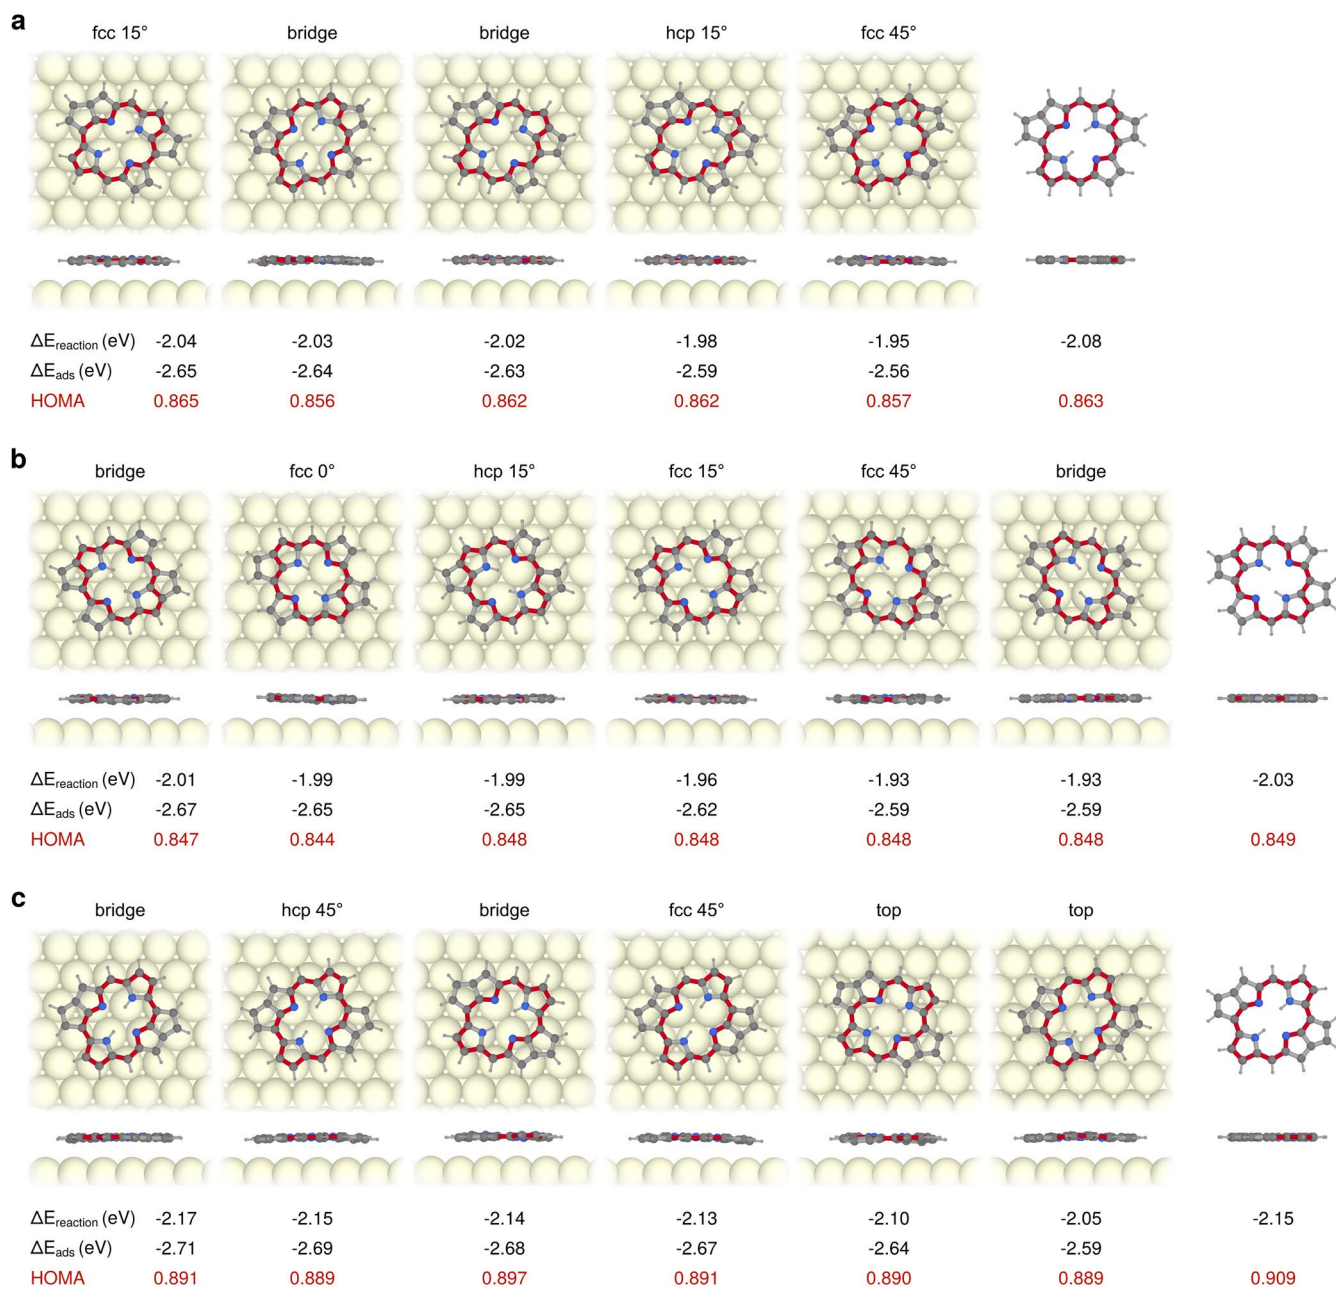 a
fcc 15° bridge bridge hcp 15° fcc 45°
ΔEreaction (eV) -2.04 -2.03 -2.02 -1.98 -1.95 -2.08
ΔEads (eV) -2.65 -2.64 -2.63 -2.59 -2.56
HOMA 0.865 0.856 0.862 0.862 0.857 0.863
b
bridge fcc 0° hcp 15° fcc 15° fcc 45° bridge
ΔEreaction (eV) -2.01 -1.99 -1.99 -1.96 -1.93 -1.93 -2.03
ΔEads (eV) -2.67 -2.65 -2.65 -2.62 -2.59 -2.59
HOMA 0.847 0.844 0.848 0.848 0.848 0.848 0.849
c
bridge hcp 45° bridge fcc 45° top top
ΔEreaction (eV) -2.17 -2.15 -2.14 -2.13 -2.10 -2.05 -2.15
ΔEads (eV) -2.71 -2.69 -2.68 -2.67 -2.64 -2.59
HOMA 0.891 0.889 0.897 0.891 0.890 0.889 0.909